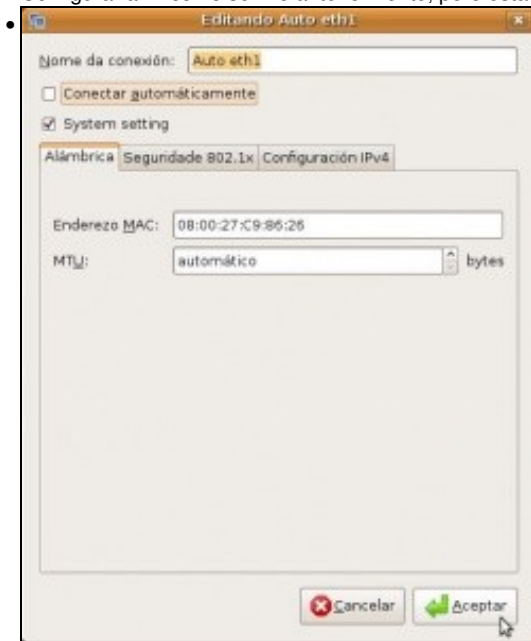 Editando Auto eth1
Nome da conexión: Auto eth1
Conectar automáticamente
System setting
Alámbrica Seguridade 802.1x Configuración IPv4
Enderezo MAC: 08:00:27:C9:86:26
MTU: automático bytes
Cancelar Aceptar